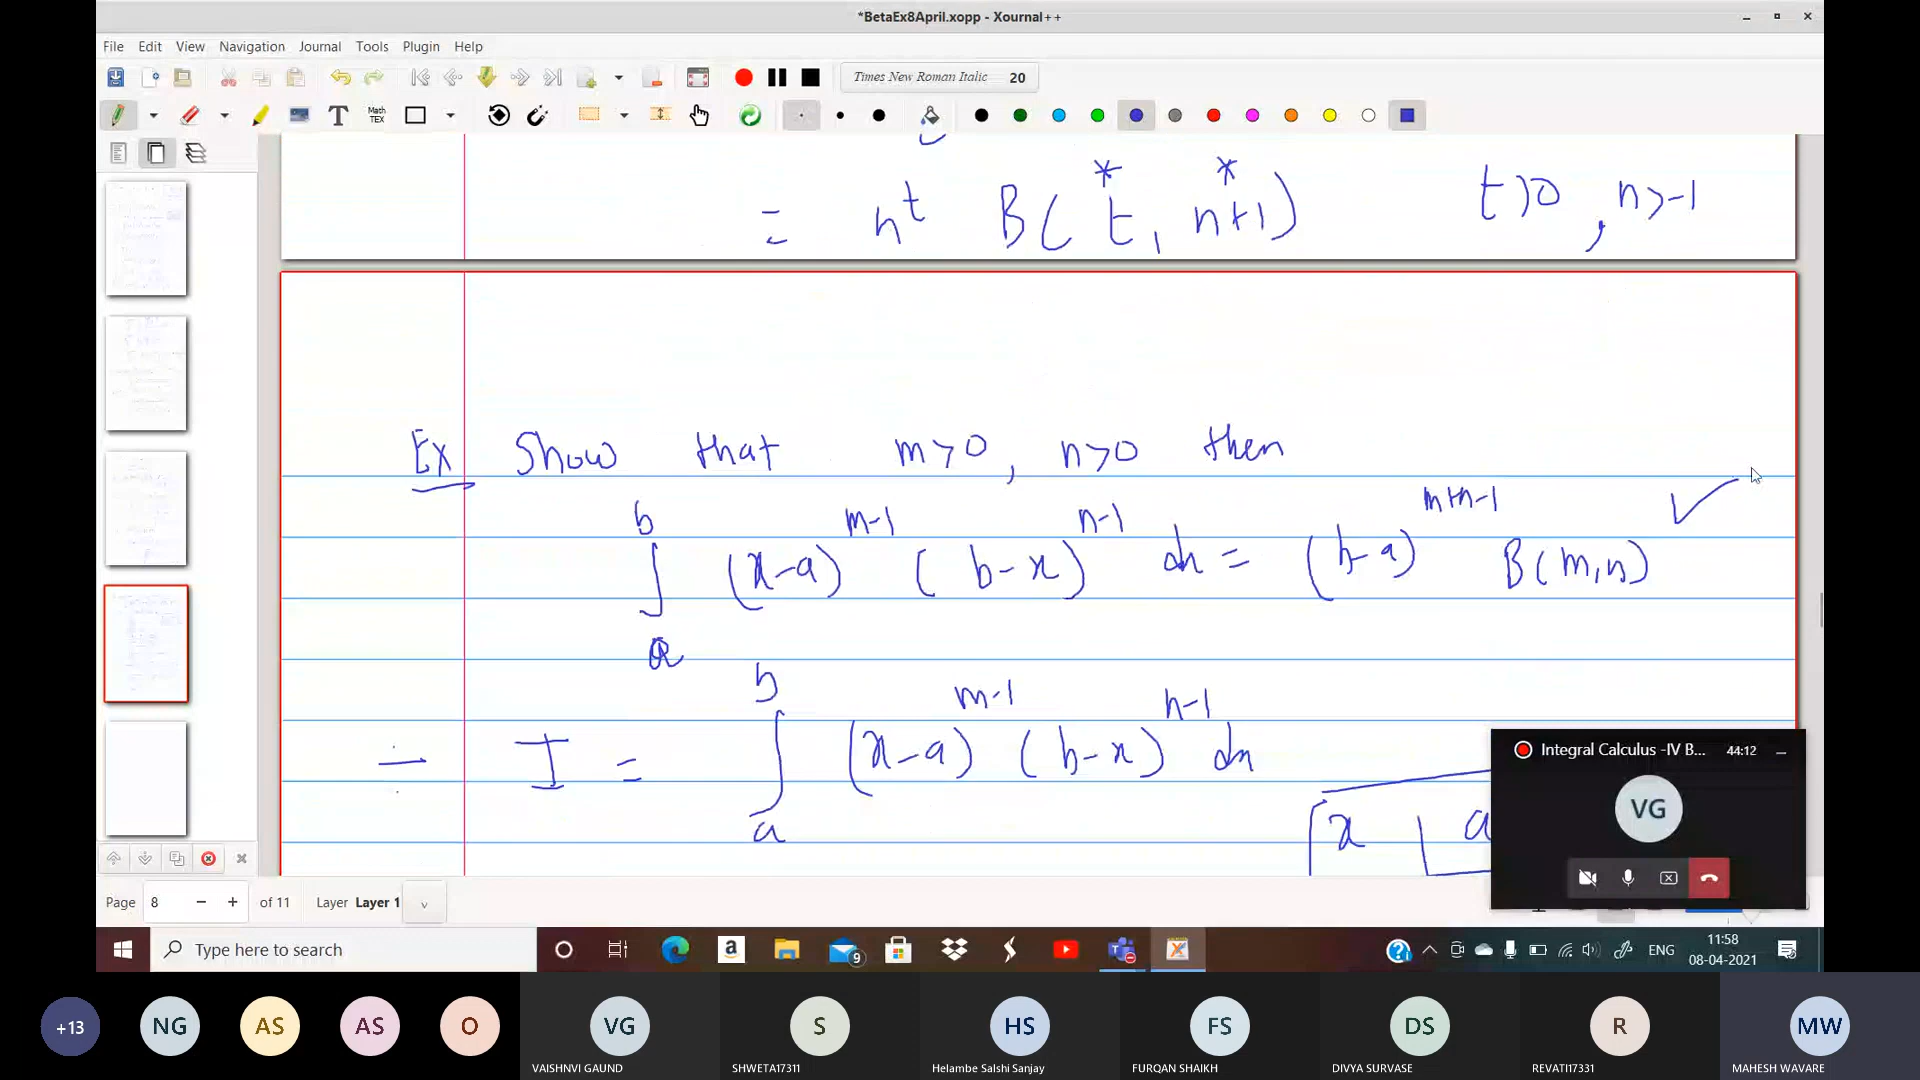 *BetaEx8April.xopp - Xournal++
File Edit View Navigation Journal Tools Plugin Help
Times New Roman Italic 20
T Math TEX
= n^t B(t, n+1) t>0, n>-1
* *
Ex Show that m>0, n>0 then
∫_a^b (x-a)^{m-1} (b-x)^{n-1} dx = (b-a)^{m+n-1} B(m,n) ✓
÷ I = ∫_a^b (x-a)^{m-1} (b-x)^{n-1} dx
x a
Integral Calculus -IV B... 44:12
VG
Page 8 - + of 11 Layer Layer 1
Type here to search
a
9
ENG
11:58
08-04-2021
+13 NG AS AS O VG S HS FS DS R MW
VAISHNVI GAUND SHWETA17311 Helambe Salshi Sanjay FURQAN SHAIKH DIVYA SURVASE REVATI17331 MAHESH WAVARE